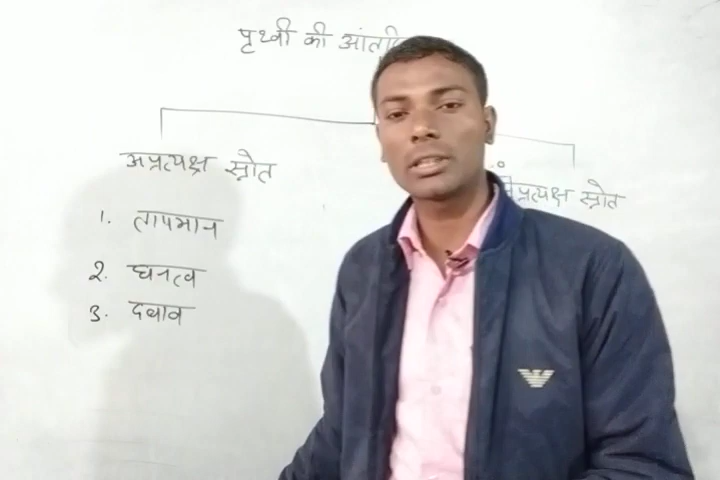 पृथ्वी की
अप्रत्यक्ष स्रोत
प्रत्यक्ष स्रोत
1. तापमान
2. घनत्व
3. दबाव